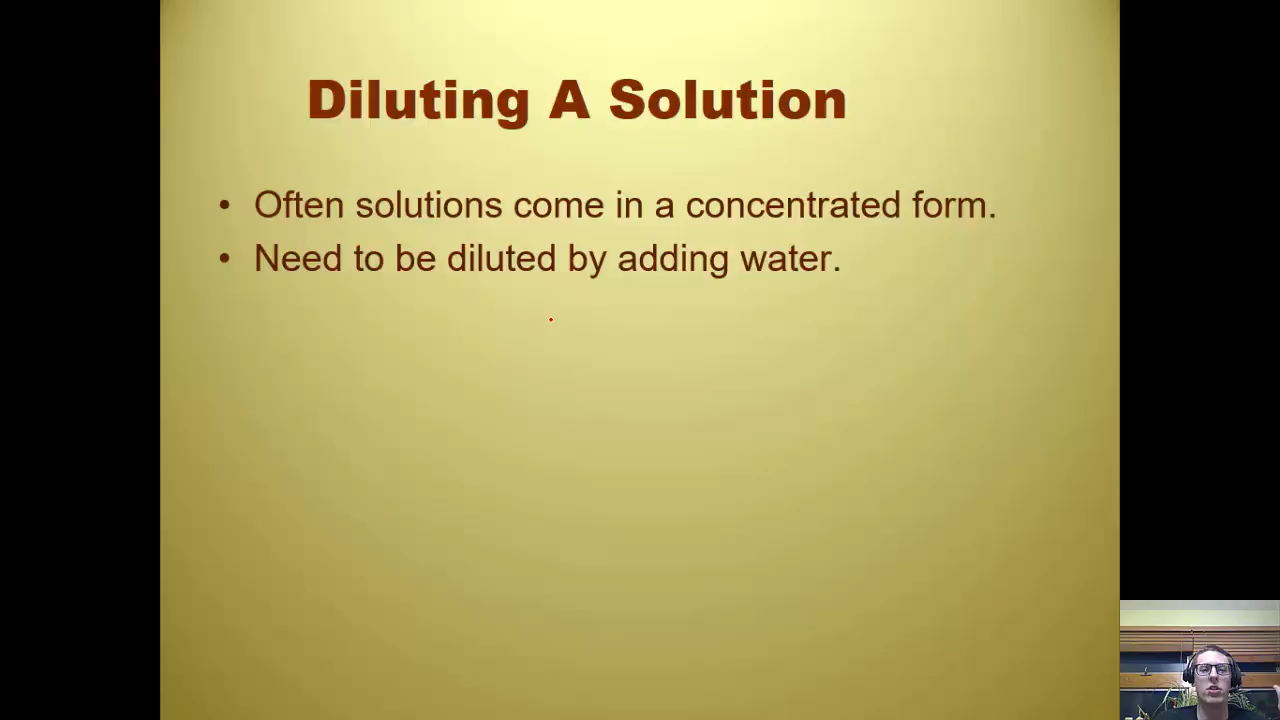 Diluting A Solution
• Often solutions come in a concentrated form.
• Need to be diluted by adding water.